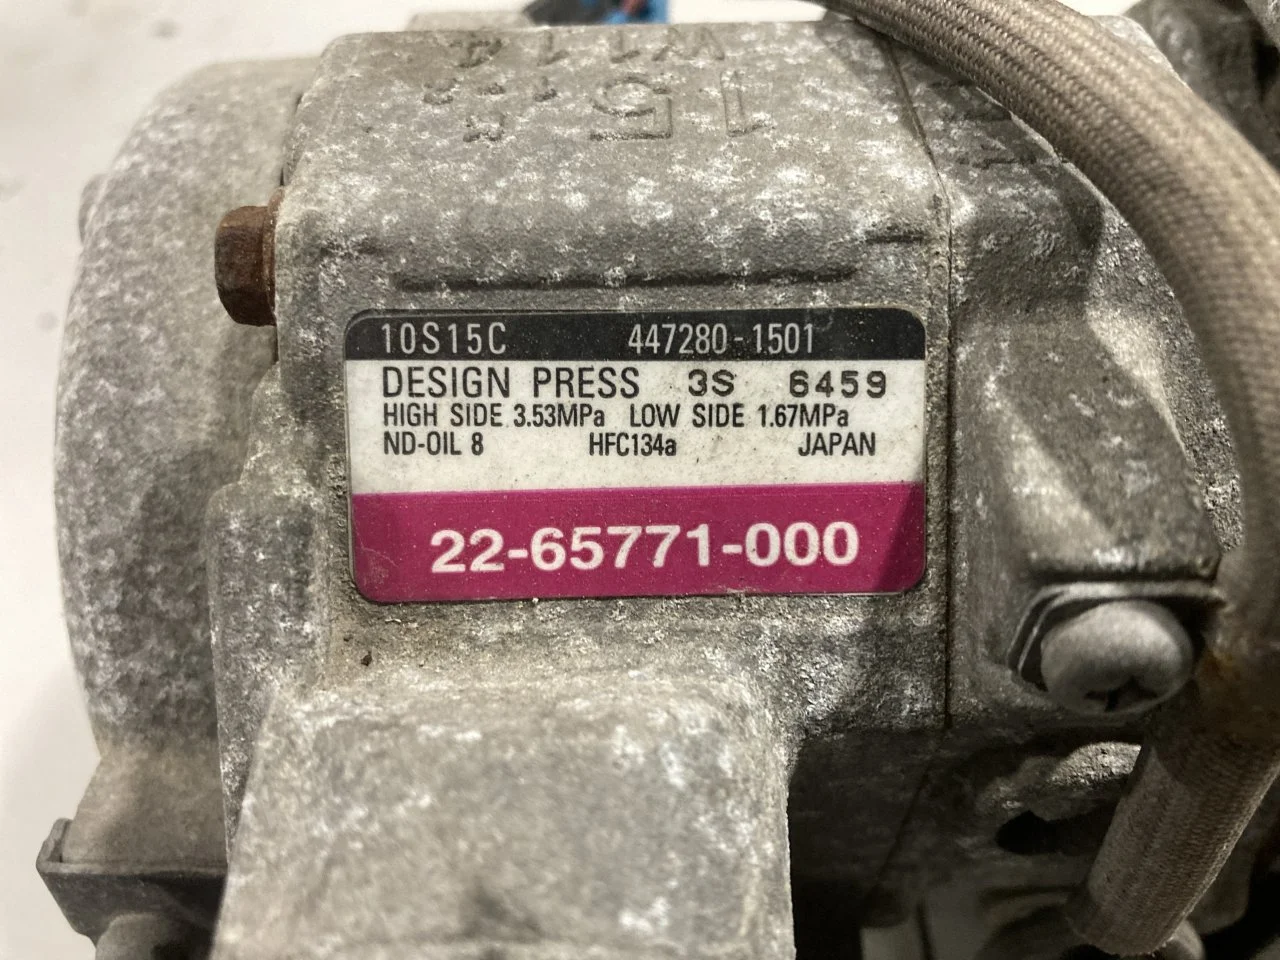 10S15C 447280-1501
DESIGN PRESS 3S 6459
HIGH SIDE 3.53MPa LOW SIDE 1.67MPa
ND-OIL 8 HFC134a JAPAN
22-65771-000